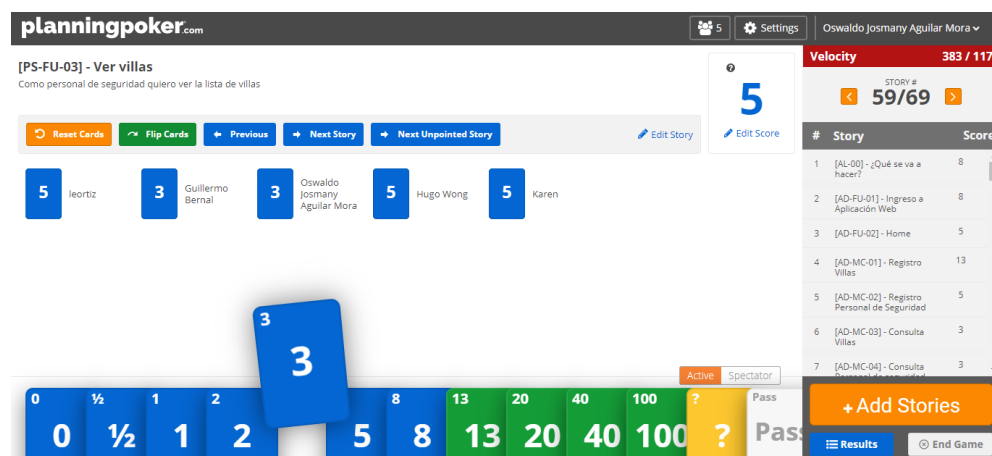 planningpoker.com
5
Settings
Oswaldo Josmany Aguilar Mora
[PS-FU-03] - Ver villas
Como personal de seguridad quiero ver la lista de villas
5
Edit Score
Reset Cards
Flip Cards
Previous
Next Story
Next Unpointed Story
Edit Story
5 leortiz
3 Guillermo
Bernal
3 Oswaldo
Josmany
Aguilar Mora
5 Hugo Wong
5 Karen
3
3
Active Spectator
0 ½ 1 2 8 13 20 40 100 ? Pass
0 ½ 1 2 5 8 13 20 40 100 ? Pass
Velocity 383 / 117
STORY #
59/69
# Story Score
1 [AL-00] - ¿Qué se va a 8
hacer?
2 [AD-FU-01] - Ingreso a 8
Aplicación Web
3 [AD-FU-02] - Home 5
4 [AD-MC-01] - Registro 13
Villas
5 [AD-MC-02] - Registro 5
Personal de Seguridad
6 [AD-MC-03] - Consulta 3
Villas
7 [AD-MC-04] - Consulta 3
+ Add Stories
Results
End Game